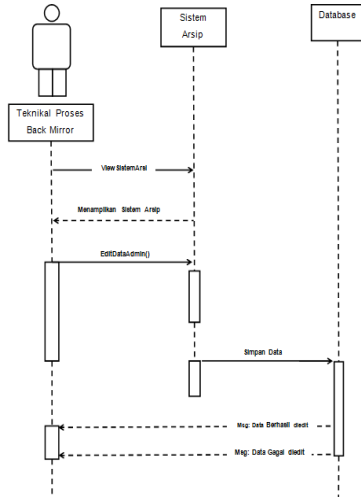 Sistem
Arsip
Database
Teknikal Proses
Back Mirror
ViewSistemArsi
Menampilkan Sistem Arsip
EditDataAdmin()
Simpan Data
Msg: Data Berhasil diedit
Msg: Data Gagal diedit